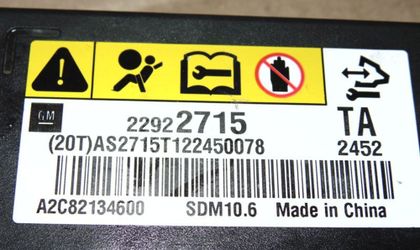 GM 22922715 TA
(20T)AS2715T122450078 2452
A2C82134600 SDM10.6 Made in China